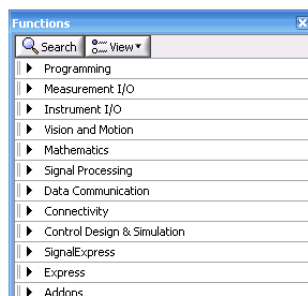 Functions
Search View
Programming
Measurement I/O
Instrument I/O
Vision and Motion
Mathematics
Signal Processing
Data Communication
Connectivity
Control Design & Simulation
SignalExpress
Express
Addons